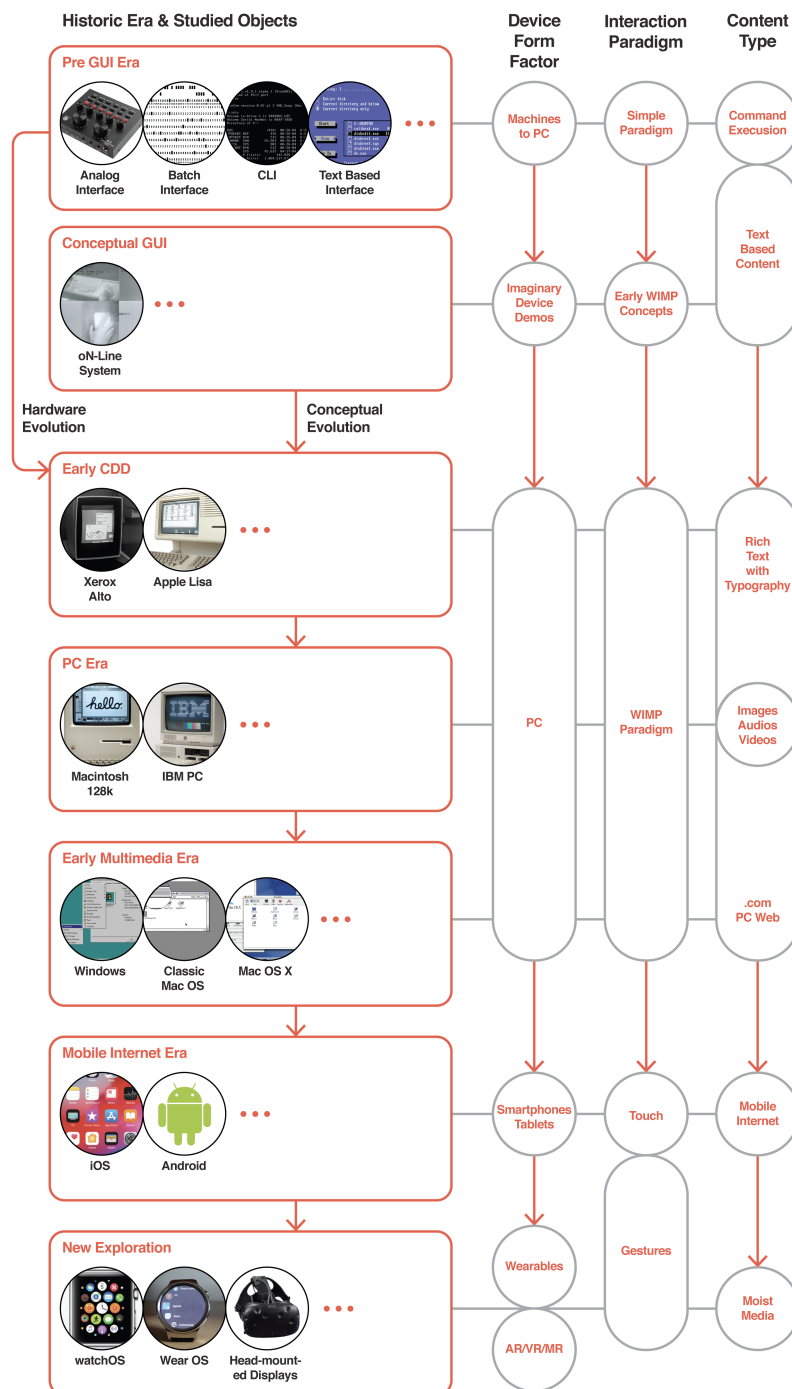 Historic Era & Studied Objects
Device
Form
Factor
Interaction
Paradigm
Content
Type
Pre GUI Era
Analog
Interface
Batch
Interface
CLI
Text Based
Interface
Machines
to PC
Simple
Paradigm
Command
Execusion
Text
Based
Content
Conceptual GUI
oN-Line
System
Imaginary
Device
Demos
Early WIMP
Concepts
Hardware
Evolution
Conceptual
Evolution
Early CDD
Xerox
Alto
Apple Lisa
Rich
Text
with
Typography
PC Era
hello.
IBM
Macintosh
128k
IBM PC
PC
WIMP
Paradigm
Images
Audios
Videos
Early Multimedia Era
Windows
Classic
Mac OS
Mac OS X
.com
PC Web
Mobile Internet Era
iOS
Android
Smartphones
Tablets
Touch
Mobile
Internet
New Exploration
watchOS
Wear OS
Head-mount-
ed Displays
Wearables
AR/VR/MR
Gestures
Moist
Media